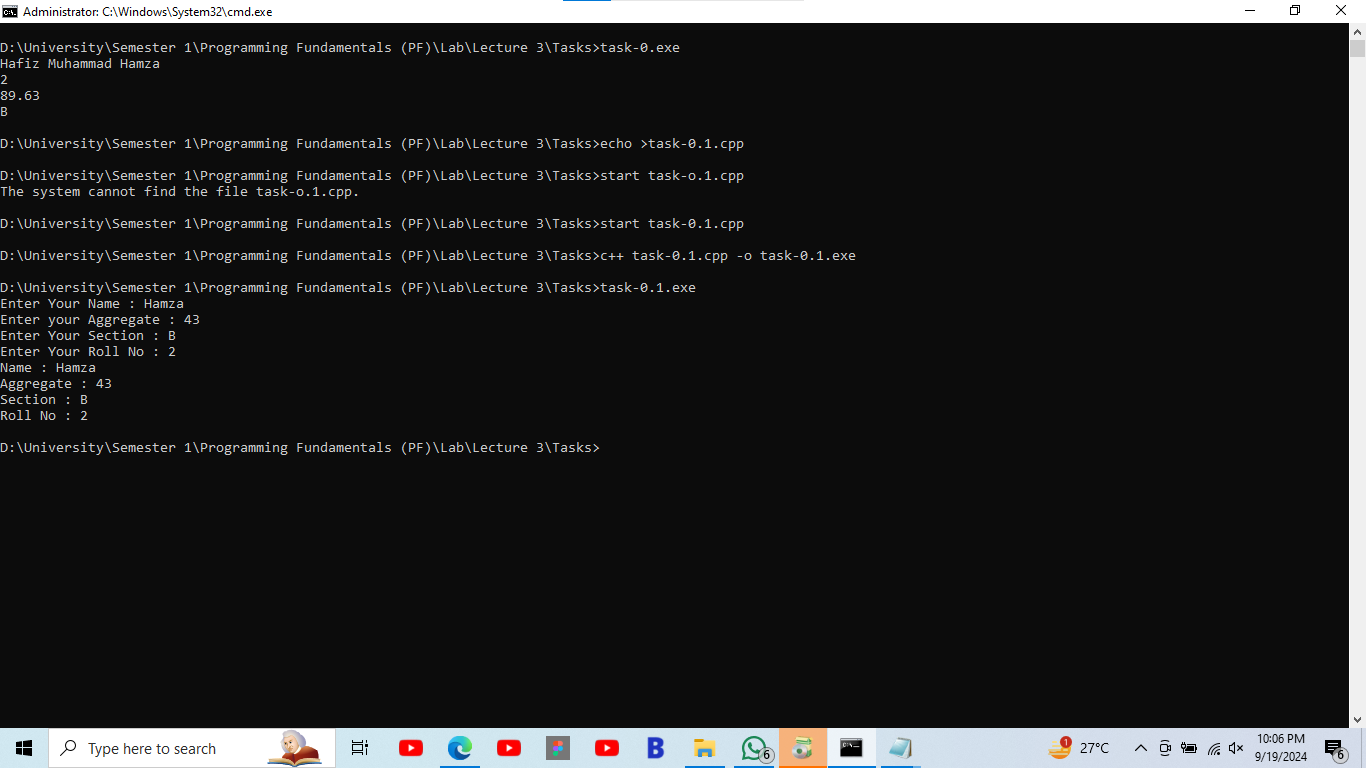 Administrator: C:\Windows\System32\cmd.exe
D:\University\Semester 1\Programming Fundamentals (PF)\Lab\Lecture 3\Tasks>task-0.exe
Hafiz Muhammad Hamza
2
89.63
B
D:\University\Semester 1\Programming Fundamentals (PF)\Lab\Lecture 3\Tasks>echo >task-0.1.cpp
D:\University\Semester 1\Programming Fundamentals (PF)\Lab\Lecture 3\Tasks>start task-o.1.cpp
The system cannot find the file task-o.1.cpp.
D:\University\Semester 1\Programming Fundamentals (PF)\Lab\Lecture 3\Tasks>start task-0.1.cpp
D:\University\Semester 1\Programming Fundamentals (PF)\Lab\Lecture 3\Tasks>c++ task-0.1.cpp -o task-0.1.exe
D:\University\Semester 1\Programming Fundamentals (PF)\Lab\Lecture 3\Tasks>task-0.1.exe
Enter Your Name : Hamza
Enter your Aggregate : 43
Enter Your Section : B
Enter Your Roll No : 2
Name : Hamza
Aggregate : 43
Section : B
Roll No : 2
D:\University\Semester 1\Programming Fundamentals (PF)\Lab\Lecture 3\Tasks>
Type here to search
B
6
1
27°C
10:06 PM
9/19/2024
6